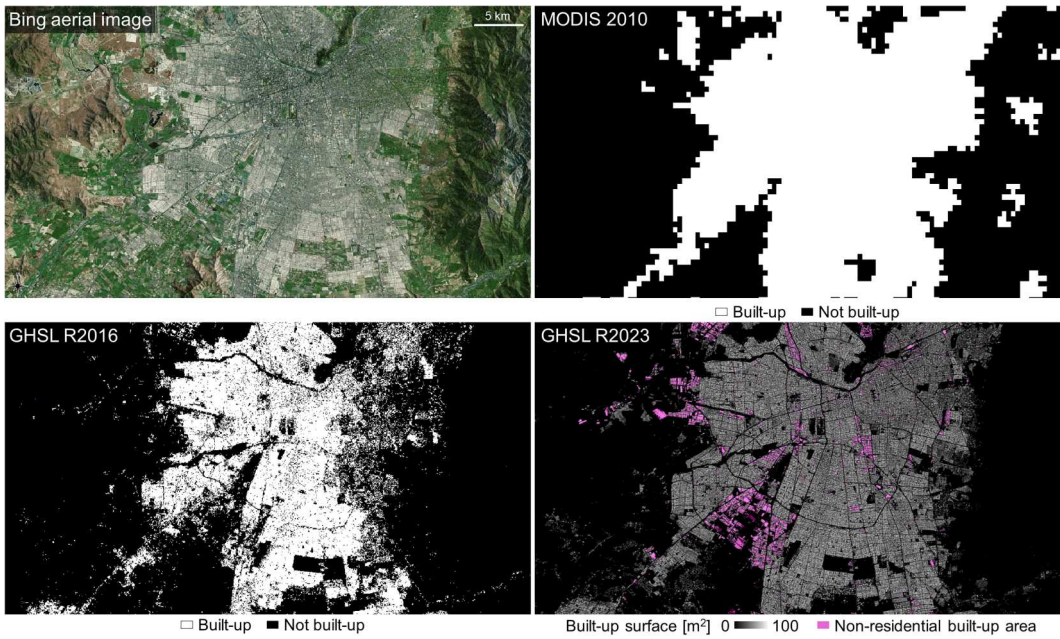 Bing aerial image
5 km
MODIS 2010
Built-up Not built-up
GHSL R2016
GHSL R2023
Built-up Not built-up
Built-up surface [m²] 0 100 Non-residential built-up area